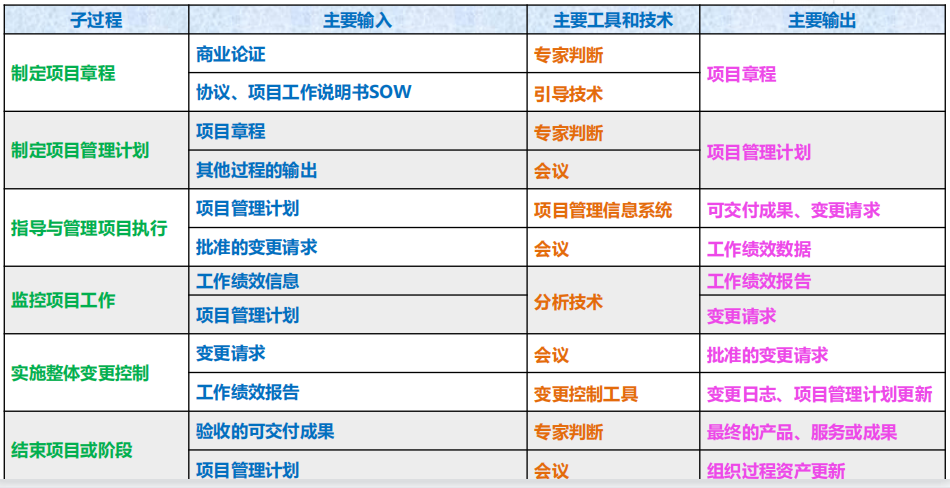 子过程 主要输入 主要工具和技术 主要输出
制定项目章程 商业论证 专家判断 项目章程
协议、项目工作说明书SOW 引导技术
制定项目管理计划 项目章程 专家判断 项目管理计划
其他过程的输出 会议
指导与管理项目执行 项目管理计划 项目管理信息系统 可交付成果、变更请求
批准的变更请求 会议 工作绩效数据
监控项目工作 工作绩效信息 分析技术 工作绩效报告
项目管理计划 变更请求
实施整体变更控制 变更请求 会议 批准的变更请求
工作绩效报告 变更控制工具 变更日志、项目管理计划更新
结束项目或阶段 验收的可交付成果 专家判断 最终的产品、服务或成果
项目管理计划 会议 组织过程资产更新